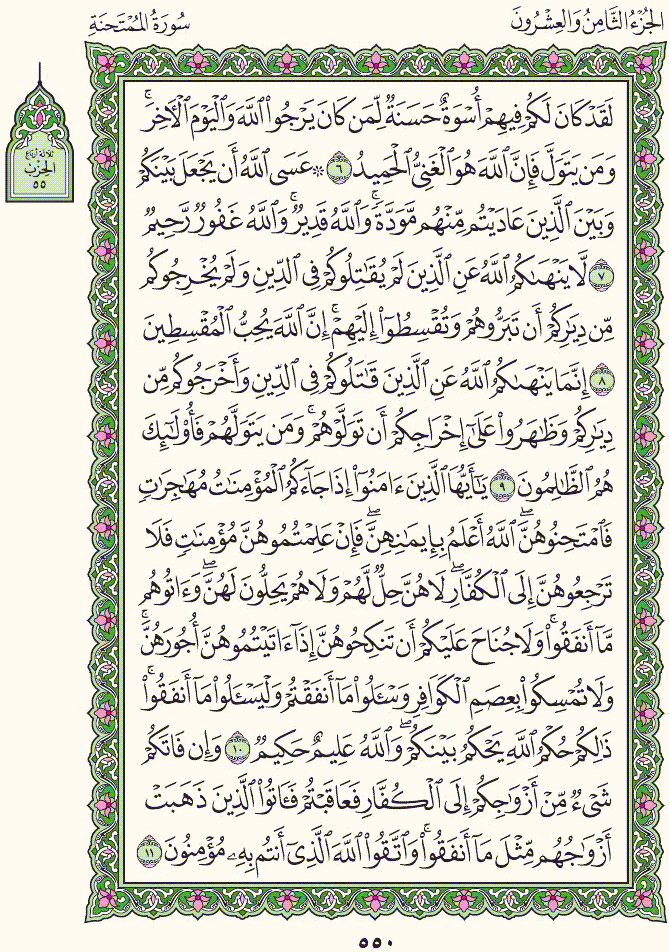 الجُزْءُ الثَّامِنُ وَالعِشْرُونَ
سُورَةُ المُمْتَحنَةِ
ثلاثة أرباع
الحِزْب
٥٥
لَقَدْ كَانَ لَكُمْ فِيهِمْ أُسْوَةٌ حَسَنَةٌ لِّمَن كَانَ يَرْجُوا۟ ٱللَّهَ وَٱلْيَوْمَ ٱلْـَٔاخِرَ ۚ
وَمَن يَتَوَلَّ فَإِنَّ ٱللَّهَ هُوَ ٱلْغَنِىُّ ٱلْحَمِيدُ ٦ ۞ عَسَى ٱللَّهُ أَن يَجْعَلَ بَيْنَكُمْ
وَبَيْنَ ٱلَّذِينَ عَادَيْتُم مِّنْهُم مَّوَدَّةً ۚ وَٱللَّهُ قَدِيرٌ ۚ وَٱللَّهُ غَفُورٌ رَّحِيمٌ
٧ لَّا يَنْهَىٰكُمُ ٱللَّهُ عَنِ ٱلَّذِينَ لَمْ يُقَـٰتِلُوكُمْ فِى ٱلدِّينِ وَلَمْ يُخْرِجُوكُم
مِّن دِيَـٰرِكُمْ أَن تَبَرُّوهُمْ وَتُقْسِطُوٓا۟ إِلَيْهِمْ ۚ إِنَّ ٱللَّهَ يُحِبُّ ٱلْمُقْسِطِينَ
٨ إِنَّمَا يَنْهَىٰكُمُ ٱللَّهُ عَنِ ٱلَّذِينَ قَـٰتَلُوكُمْ فِى ٱلدِّينِ وَأَخْرَجُوكُم مِّن
دِيَـٰرِكُمْ وَظَـٰهَرُوا۟ عَلَىٰٓ إِخْرَاجِكُمْ أَن تَوَلَّوْهُمْ ۚ وَمَن يَتَوَلَّهُمْ فَأُو۟لَـٰٓئِكَ
هُمُ ٱلظَّـٰلِمُونَ ٩ يَـٰٓأَيُّهَا ٱلَّذِينَ ءَامَنُوٓا۟ إِذَا جَآءَكُمُ ٱلْمُؤْمِنَـٰتُ مُهَـٰجِرَٰتٍ
فَٱمْتَحِنُوهُنَّ ۖ ٱللَّهُ أَعْلَمُ بِإِيمَـٰنِهِنَّ ۖ فَإِنْ عَلِمْتُمُوهُنَّ مُؤْمِنَـٰتٍ فَلَا
تَرْجِعُوهُنَّ إِلَى ٱلْكُفَّارِ ۖ لَا هُنَّ حِلٌّ لَّهُمْ وَلَا هُمْ يَحِلُّونَ لَهُنَّ ۖ وَءَاتُوهُم
مَّآ أَنفَقُوا۟ ۚ وَلَا جُنَاحَ عَلَيْكُمْ أَن تَنكِحُوهُنَّ إِذَآ ءَاتَيْتُمُوهُنَّ أُجُورَهُنَّ ۚ
وَلَا تُمْسِكُوا۟ بِعِصَمِ ٱلْكَوَافِرِ وَسْـَٔلُوا۟ مَآ أَنفَقْتُمْ وَلْيَسْـَٔلُوا۟ مَآ أَنفَقُوا۟ ۚ
ذَٰلِكُمْ حُكْمُ ٱللَّهِ يَحْكُمُ بَيْنَكُمْ ۖ وَٱللَّهُ عَلِيمٌ حَكِيمٌ ١٠ وَإِن فَاتَكُمْ
شَىْءٌ مِّنْ أَزْوَٰجِكُمْ إِلَى ٱلْكُفَّارِ فَعَاقَبْتُمْ فَـَٔاتُوا۟ ٱلَّذِينَ ذَهَبَتْ
أَزْوَٰجُهُم مِّثْلَ مَآ أَنفَقُوا۟ ۚ وَٱتَّقُوا۟ ٱللَّهَ ٱلَّذِىٓ أَنتُم بِهِۦ مُؤْمِنُونَ ١١
٥٥٠